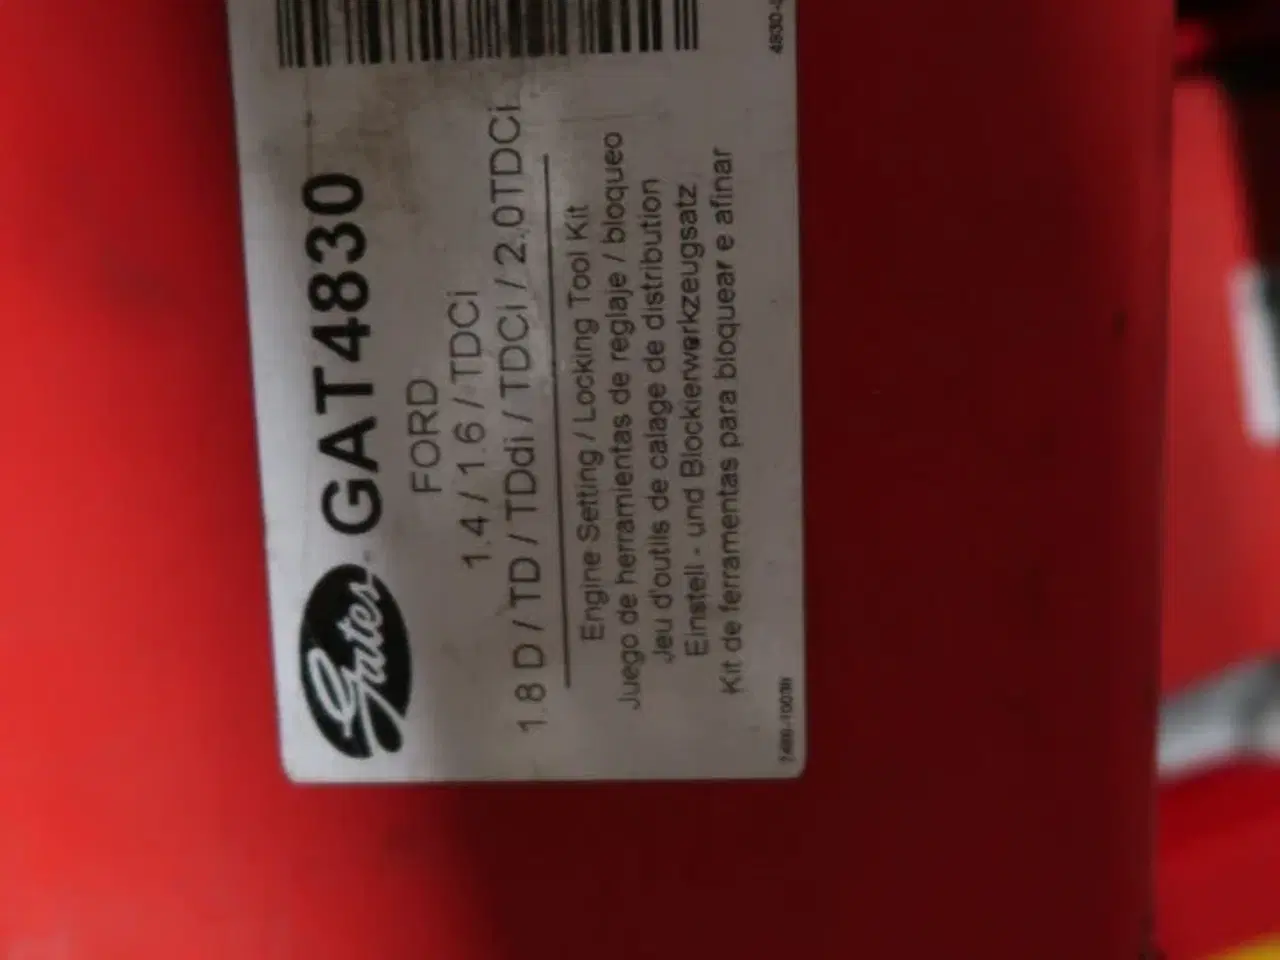 Gates GAT4830
FORD
1.4 / 1.6 / TDCi
1.8 D / TD / TDdi / TDCi / 2.0TDCi
Engine Setting / Locking Tool Kit
Juego de herramientas de reglaje / bloqueo
Jeu d'outils de calage de distribution
Einstell - und Blockierwerkzeugsatz
Kit de ferramentas para bloquear e afinar